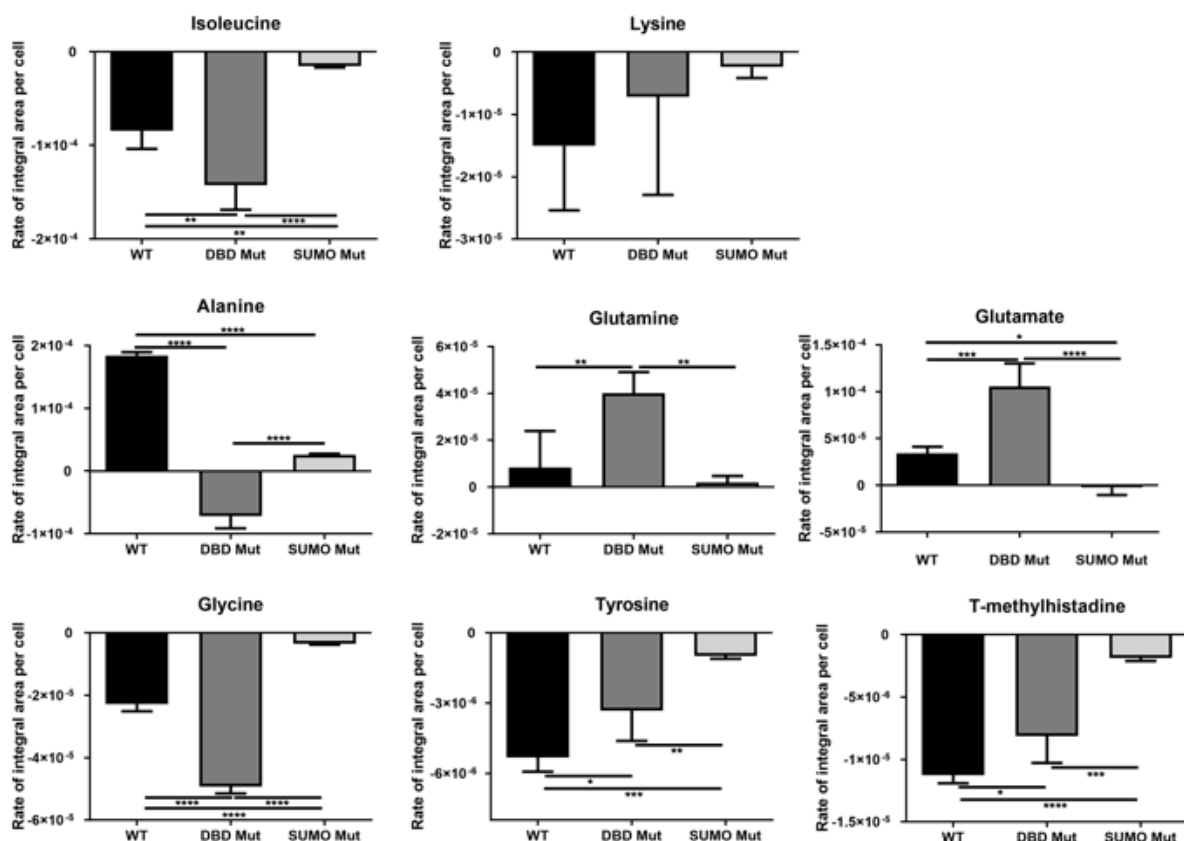 Isoleucine
Rate of integral area per cell
0
-1×10⁻⁴
-2×10⁻⁴
**
****
**
WT
DBD Mut
SUMO Mut
Lysine
Rate of integral area per cell
0
-1×10⁻⁵
-2×10⁻⁵
-3×10⁻⁵
WT
DBD Mut
SUMO Mut
Alanine
Rate of integral area per cell
2×10⁻⁴
1×10⁻⁴
0
-1×10⁻⁴
****
****
****
WT
DBD Mut
SUMO Mut
Glutamine
Rate of integral area per cell
6×10⁻⁵
4×10⁻⁵
2×10⁻⁵
0
-2×10⁻⁵
**
**
WT
DBD Mut
SUMO Mut
Glutamate
Rate of integral area per cell
1.5×10⁻⁴
1×10⁻⁴
5×10⁻⁵
0
-5×10⁻⁵
*
***
****
WT
DBD Mut
SUMO Mut
Glycine
Rate of integral area per cell
0
-2×10⁻⁵
-4×10⁻⁵
-6×10⁻⁵
****
****
****
WT
DBD Mut
SUMO Mut
Tyrosine
Rate of integral area per cell
0
-3×10⁻⁶
-6×10⁻⁶
**
*
***
WT
DBD Mut
SUMO Mut
T-methylhistadine
Rate of integral area per cell
0
-5×10⁻⁶
-1×10⁻⁵
-1.5×10⁻⁵
***
*
****
WT
DBD Mut
SUMO Mut